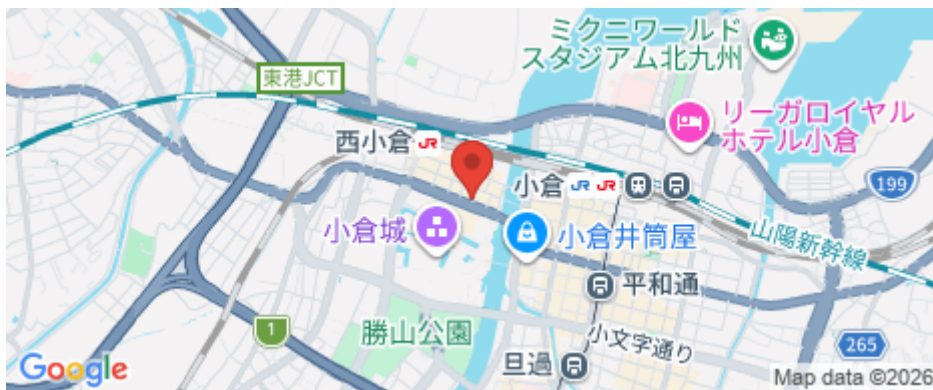 ミクニワールド
スタジアム北九州
東港JCT
リーガロイヤル
ホテル小倉
西小倉 JR
小倉 JR JR
199
小倉城
小倉井筒屋
山陽新幹線
平和通
1
勝山公園
小文字通り
265
旦過
Google
Map data ©2026